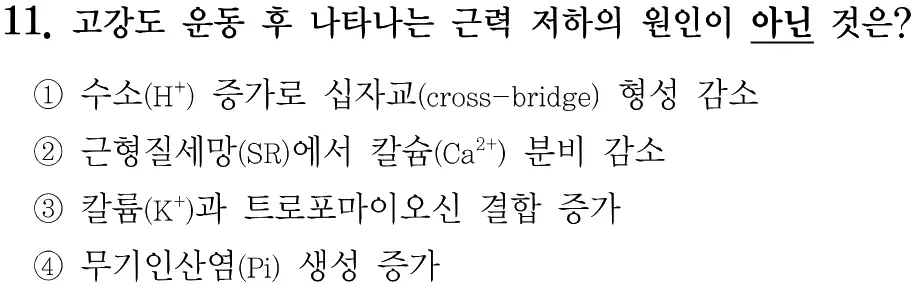 11. 고강도 운동 후 나타나는 근력 저하의 원인이 아닌 것은?
① 수소(H⁺) 증가로 십자교(cross-bridge) 형성 감소
② 근형질세망(SR)에서 칼슘(Ca²⁺) 분비 감소
③ 칼륨(K⁺)과 트로포마이오신 결합 증가
④ 무기인산염(Pi) 생성 증가